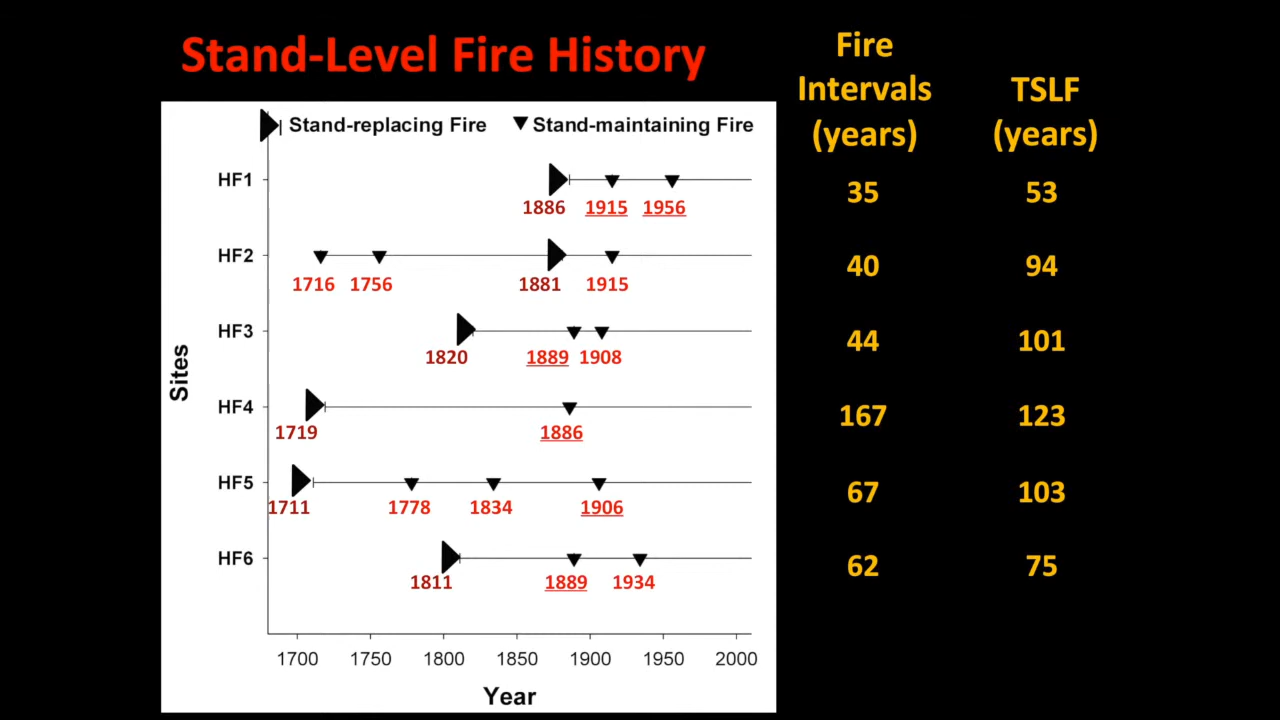 Stand-Level Fire History
Fire
Intervals
(years)
TSLF
(years)
Stand-replacing Fire
Stand-maintaining Fire
HF1
1886
1915
1956
35
53
HF2
1716
1756
1881
1915
40
94
HF3
1820
1889
1908
44
101
HF4
1719
1886
167
123
HF5
1711
1778
1834
1906
67
103
HF6
1811
1889
1934
62
75
Sites
1700
1750
1800
1850
1900
1950
2000
Year